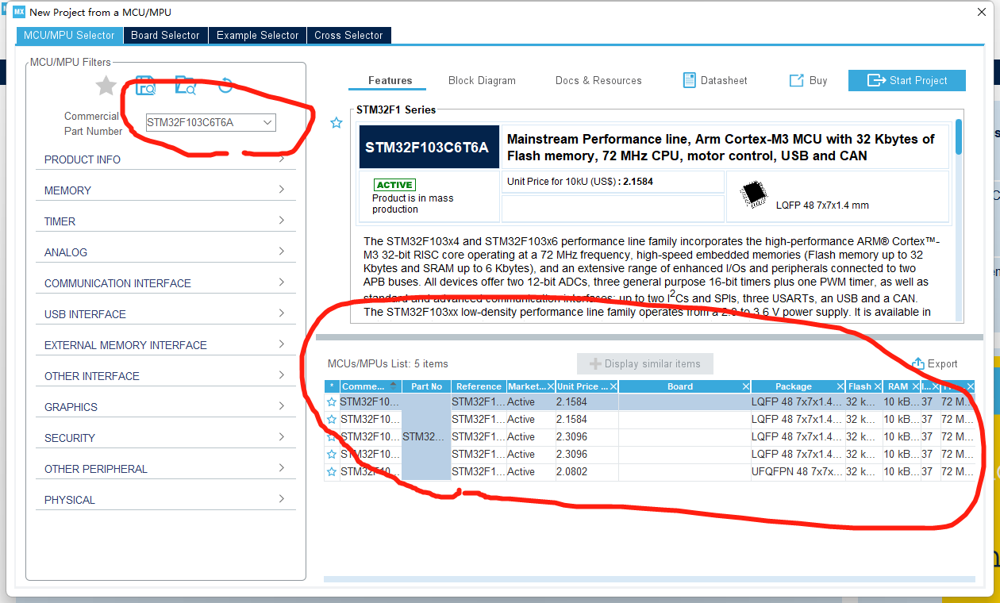 MX New Project from a MCU/MPU
MCU/MPU Selector Board Selector Example Selector Cross Selector
MCU/MPU Filters
Commercial
Part Number
STM32F103C6T6A
PRODUCT INFO
MEMORY
TIMER
ANALOG
COMMUNICATION INTERFACE
USB INTERFACE
EXTERNAL MEMORY INTERFACE
OTHER INTERFACE
GRAPHICS
SECURITY
OTHER PERIPHERAL
PHYSICAL
Features Block Diagram Docs & Resources Datasheet Buy Start Project
STM32F1 Series
STM32F103C6T6A
Mainstream Performance line, Arm Cortex-M3 MCU with 32 Kbytes of
Flash memory, 72 MHz CPU, motor control, USB and CAN
ACTIVE
Product is in mass
production
Unit Price for 10kU (US$) : 2.1584
LQFP 48 7x7x1.4 mm
The STM32F103x4 and STM32F103x6 performance line family incorporates the high-performance ARM® Cortex™-
M3 32-bit RISC core operating at a 72 MHz frequency, high-speed embedded memories (Flash memory up to 32
Kbytes and SRAM up to 6 Kbytes), and an extensive range of enhanced I/Os and peripherals connected to two
APB buses. All devices offer two 12-bit ADCs, three general purpose 16-bit timers plus one PWM timer, as well as
standard and advanced communication interfaces: up to two I2Cs and SPIs, three USARTs, an USB and a CAN.
The STM32F103xx low-density performance line family operates from a 2.0 to 3.6 V power supply. It is available in
MCUs/MPUs List: 5 items
Display similar items
Export
* Comme... Part No Reference Market... Unit Price ... Board Package Flash RAM I...
STM32F10... STM32F1... Active 2.1584 LQFP 48 7x7x1.4... 32 k... 10 kB... 37 72 M...
STM32F10... STM32F1... Active 2.1584 LQFP 48 7x7x1.4... 32 k... 10 kB... 37 72 M...
STM32F10... STM32... STM32F1... Active 2.3096 LQFP 48 7x7x1.4... 32 k... 10 kB... 37 72 M...
STM32F10... STM32F1... Active 2.3096 LQFP 48 7x7x1.4... 32 k... 10 kB... 37 72 M...
STM32F10... STM32F1... Active 2.0802 UFQFPN 48 7x7x... 32 k... 10 kB... 37 72 M...